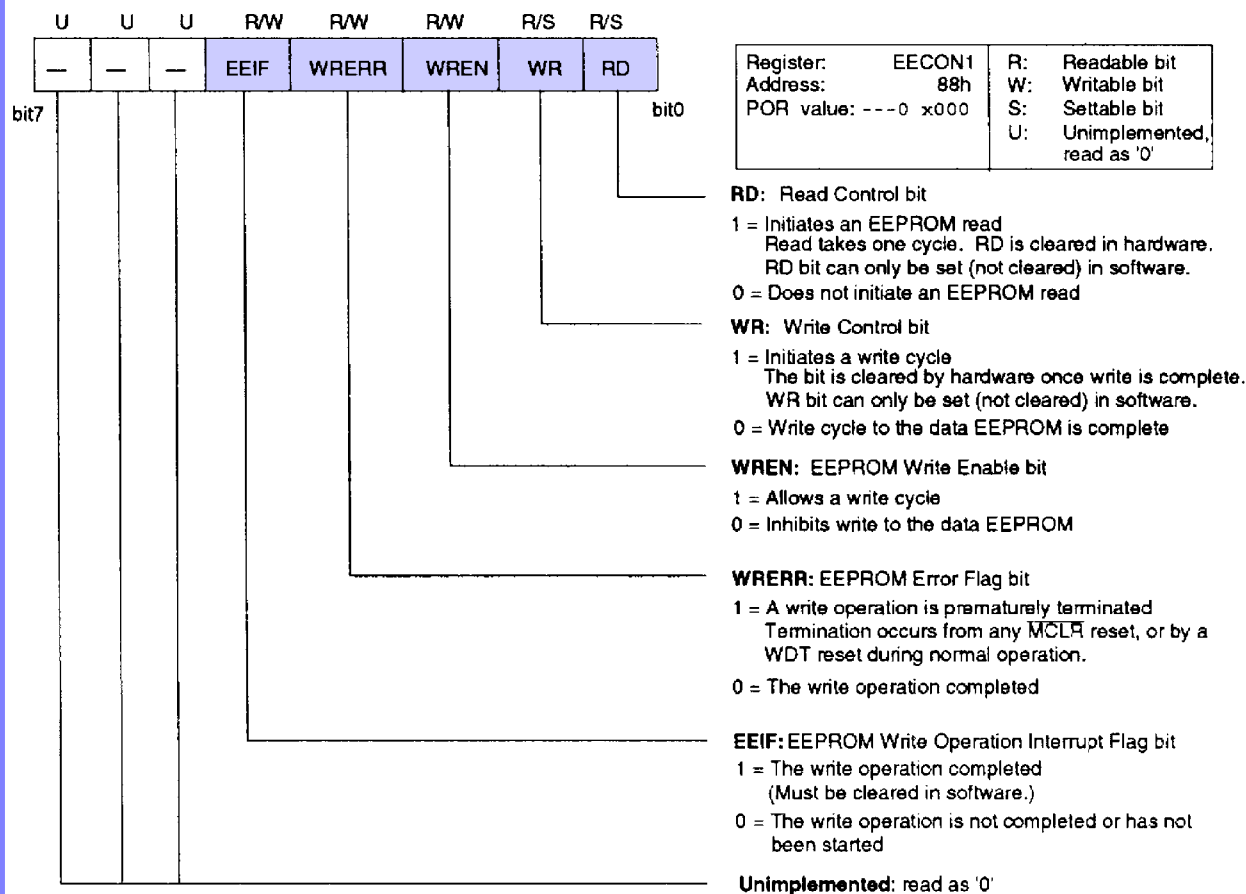 U U U R/W R/W R/W R/S R/S
— — — EEIF WRERR WREN WR RD
bit7 bit0
Register: EECON1
Address: 88h
POR value: ---0 x000
R: Readable bit
W: Writable bit
S: Settable bit
U: Unimplemented,
read as '0'
RD: Read Control bit
1 = Initiates an EEPROM read
Read takes one cycle. RD is cleared in hardware.
RD bit can only be set (not cleared) in software.
0 = Does not initiate an EEPROM read
WR: Write Control bit
1 = Initiates a write cycle
The bit is cleared by hardware once write is complete.
WR bit can only be set (not cleared) in software.
0 = Write cycle to the data EEPROM is complete
WREN: EEPROM Write Enable bit
1 = Allows a write cycle
0 = Inhibits write to the data EEPROM
WRERR: EEPROM Error Flag bit
1 = A write operation is prematurely terminated
Termination occurs from any MCLR reset, or by a
WDT reset during normal operation.
0 = The write operation completed
EEIF: EEPROM Write Operation Interrupt Flag bit
1 = The write operation completed
(Must be cleared in software.)
0 = The write operation is not completed or has not
been started
Unimplemented: read as '0'